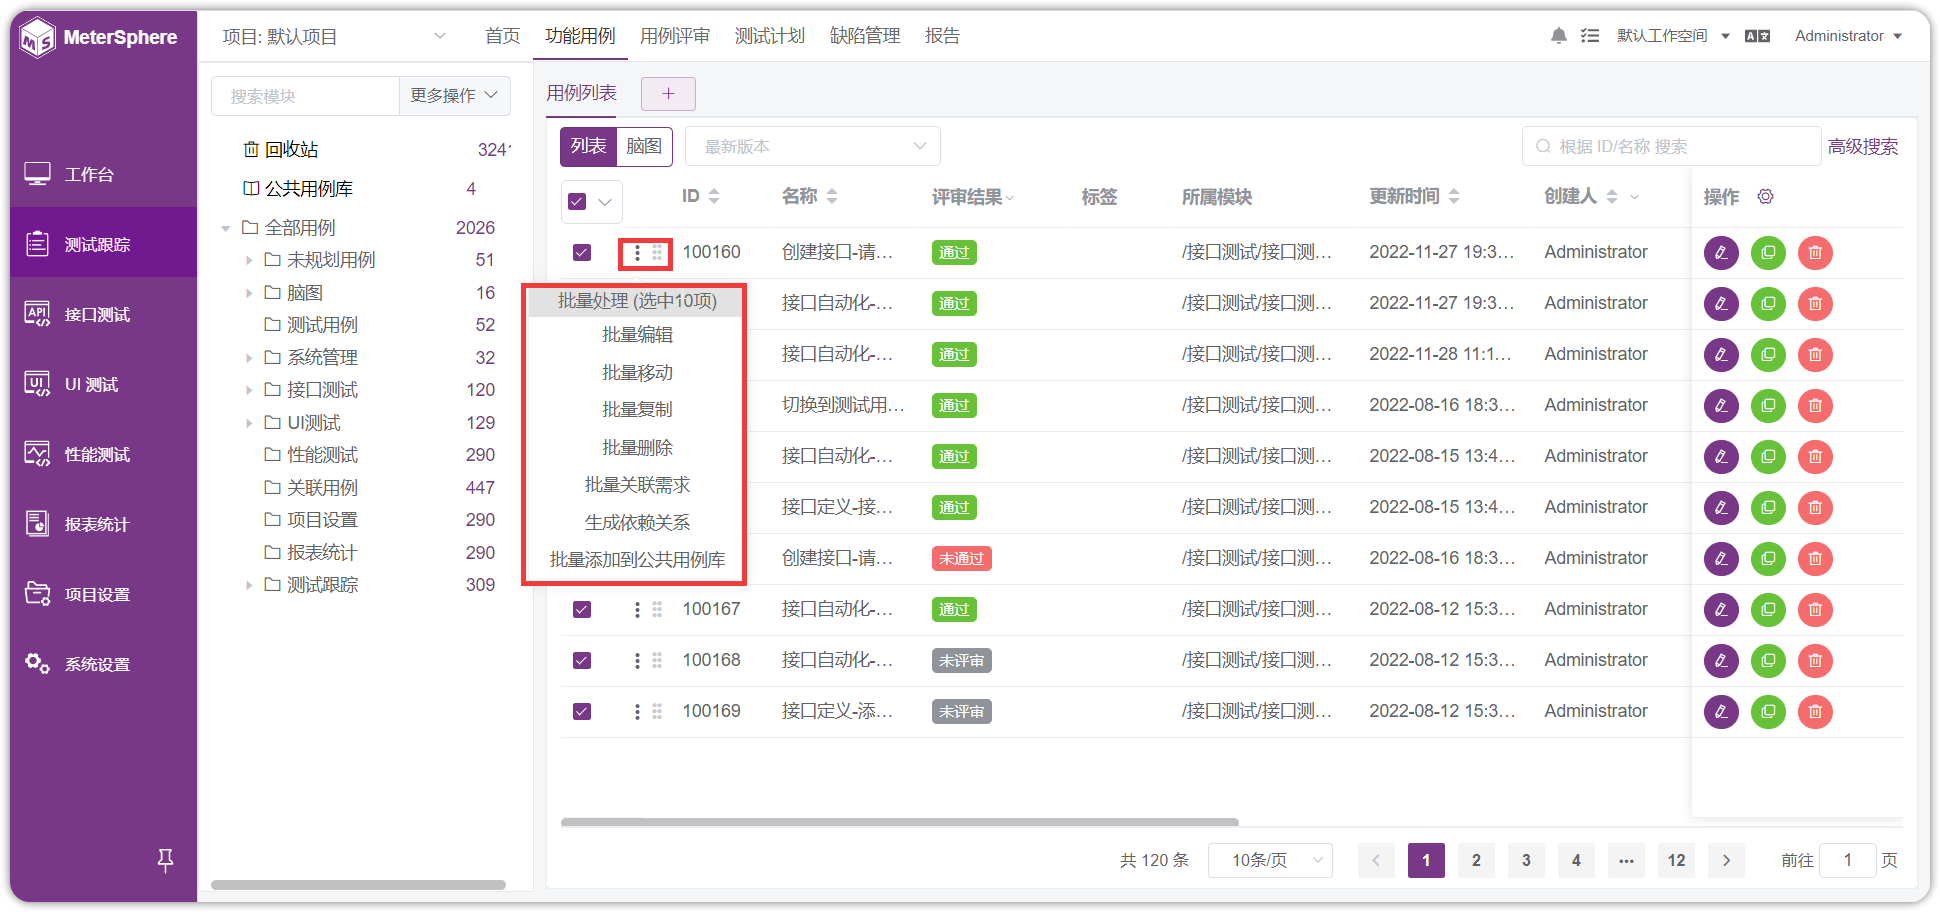 MeterSphere
项目: 默认项目
首页
功能用例
用例评审
测试计划
缺陷管理
报告
默认工作空间
Administrator
工作台
测试跟踪
API
接口测试
UI
UI 测试
性能测试
报表统计
项目设置
系统设置
搜索模块
更多操作
回收站 324
公共用例库 4
全部用例 2026
未规划用例 51
脑图 16
测试用例 52
系统管理 32
接口测试 120
UI测试 129
性能测试 290
关联用例 447
项目设置 290
报表统计 290
测试跟踪 309
用例列表
+
列表 脑图
最新版本
根据 ID/名称 搜索
高级搜索
ID 名称 评审结果 标签 所属模块 更新时间 创建人 操作
100160 创建接口-请... 通过 /接口测试/接口测... 2022-11-27 19:3... Administrator
接口自动化-... 通过 /接口测试/接口测... 2022-11-27 19:3... Administrator
接口自动化-... 通过 /接口测试/接口测... 2022-11-28 11:1... Administrator
切换到测试用... 通过 /接口测试/接口测... 2022-08-16 18:3... Administrator
接口自动化-... 通过 /接口测试/接口测... 2022-08-15 13:4... Administrator
接口定义-接... 通过 /接口测试/接口测... 2022-08-15 13:4... Administrator
创建接口-请... 未通过 /接口测试/接口测... 2022-08-16 18:3... Administrator
100167 接口自动化-... 通过 /接口测试/接口测... 2022-08-12 15:3... Administrator
100168 接口自动化-... 未评审 /接口测试/接口测... 2022-08-12 15:3... Administrator
100169 接口定义-添... 未评审 /接口测试/接口测... 2022-08-12 15:3... Administrator
批量处理 (选中10项)
批量编辑
批量移动
批量复制
批量删除
批量关联需求
生成依赖关系
批量添加到公共用例库
共 120 条 10条/页 < 1 2 3 4 ... 12 > 前往 1 页